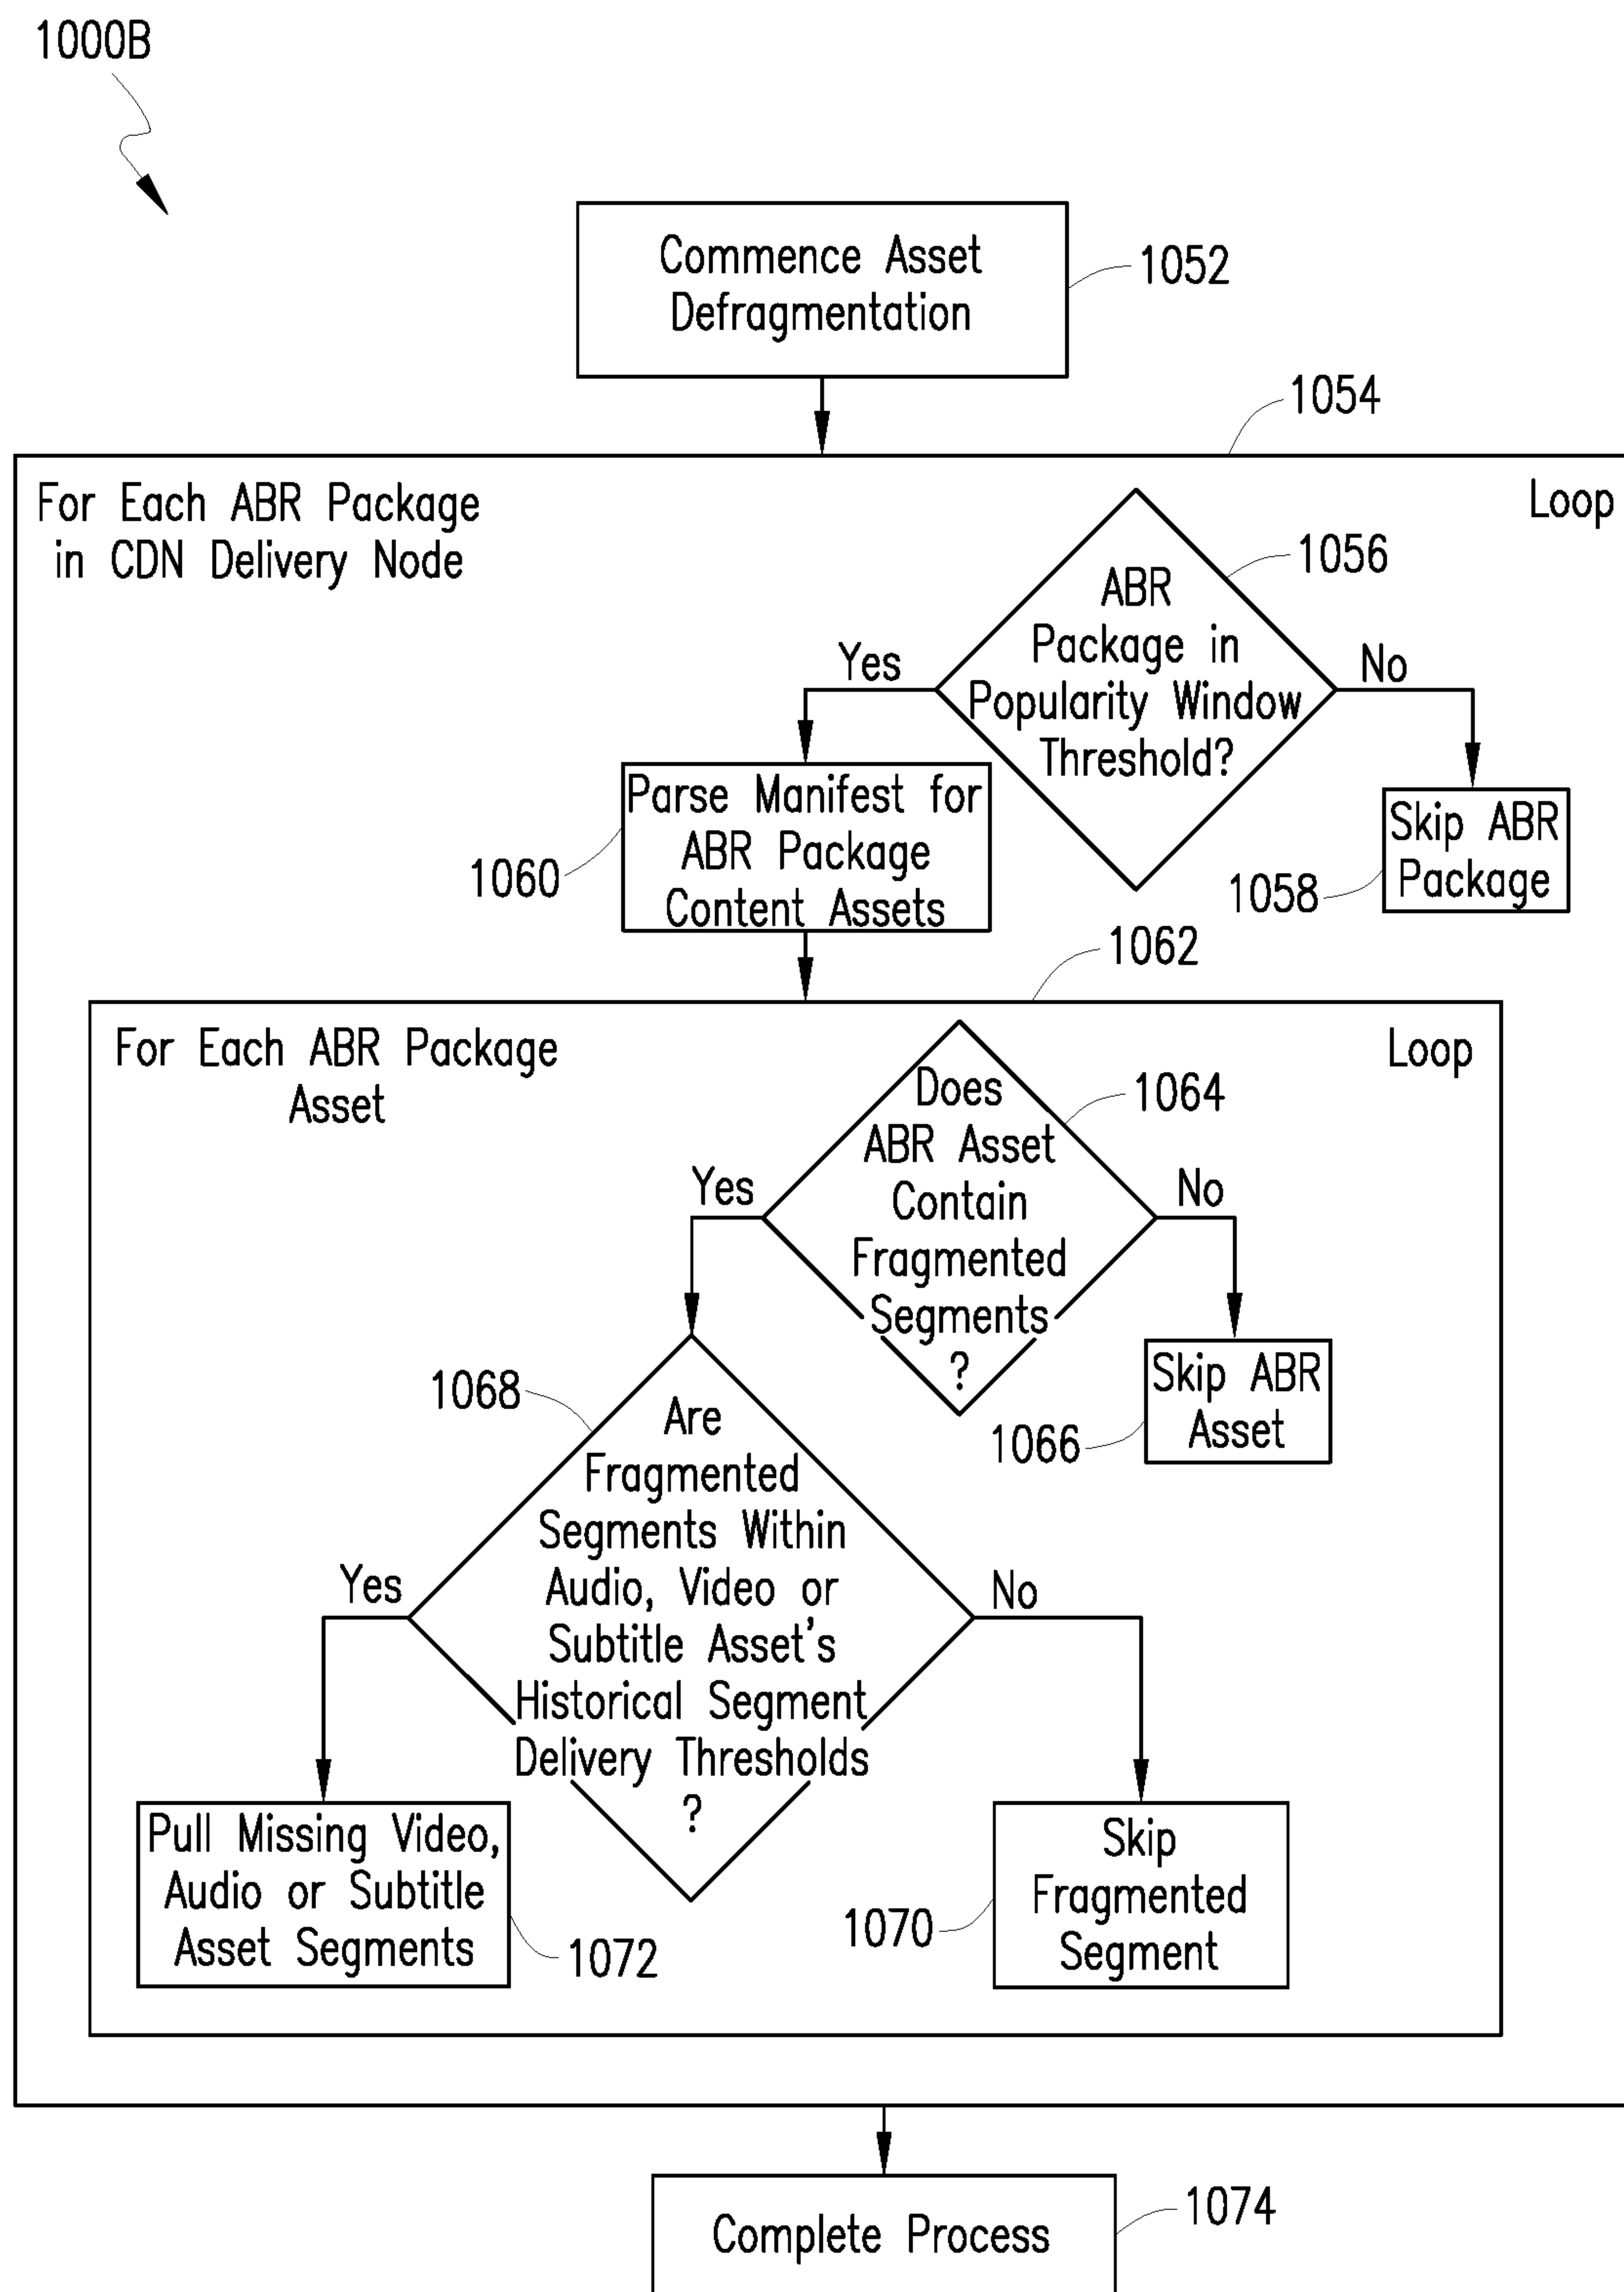 1000B
Commence Asset
Defragmentation
1052
1054
For Each ABR Package
in CDN Delivery Node
Loop
1056
ABR
Package in
Popularity Window
Threshold?
Yes
No
Parse Manifest for
ABR Package
Content Assets
1060
Skip ABR
Package
1058
1062
For Each ABR Package
Asset
Loop
1064
Does
ABR Asset
Contain
Fragmented
Segments
?
Yes
No
Skip ABR
Asset
1066
1068
Are
Fragmented
Segments Within
Audio, Video or
Subtitle Asset's
Historical Segment
Delivery Thresholds
?
Yes
No
Pull Missing Video,
Audio or Subtitle
Asset Segments
1072
Skip
Fragmented
Segment
1070
Complete Process
1074